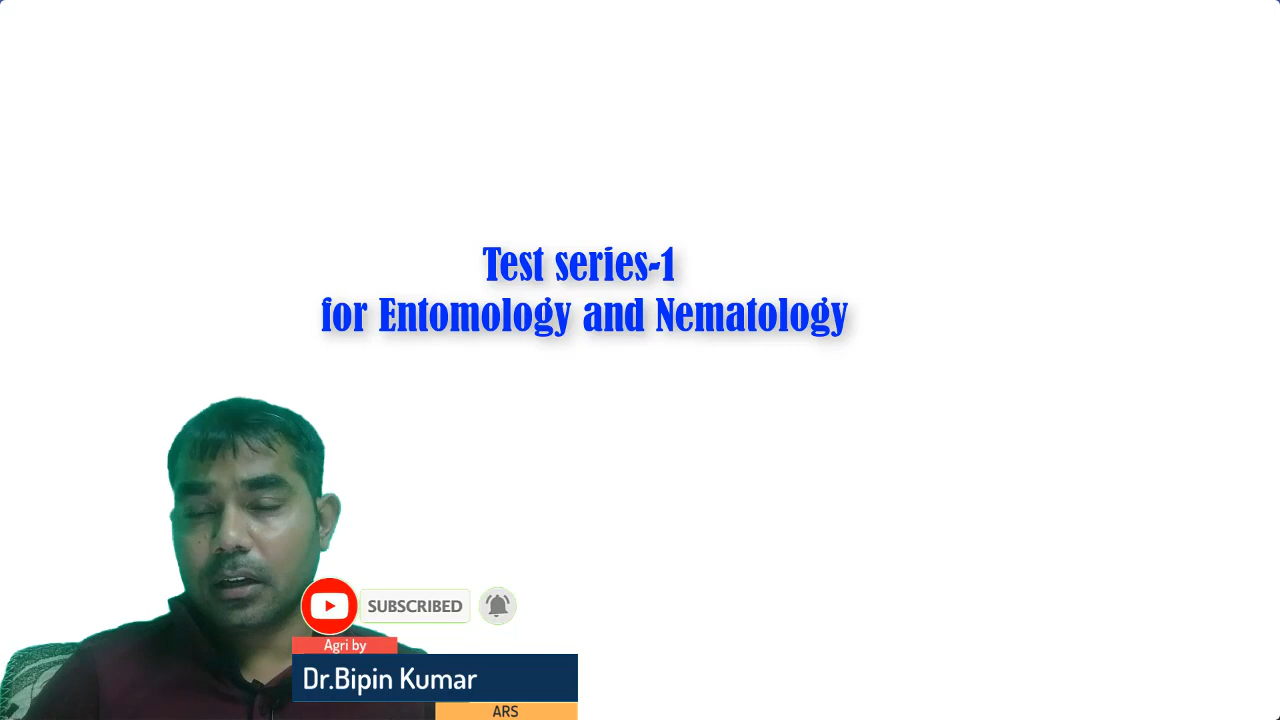 Test series-1
for Entomology and Nematology
SUBSCRIBED
Agri by
Dr.Bipin Kumar
ARS